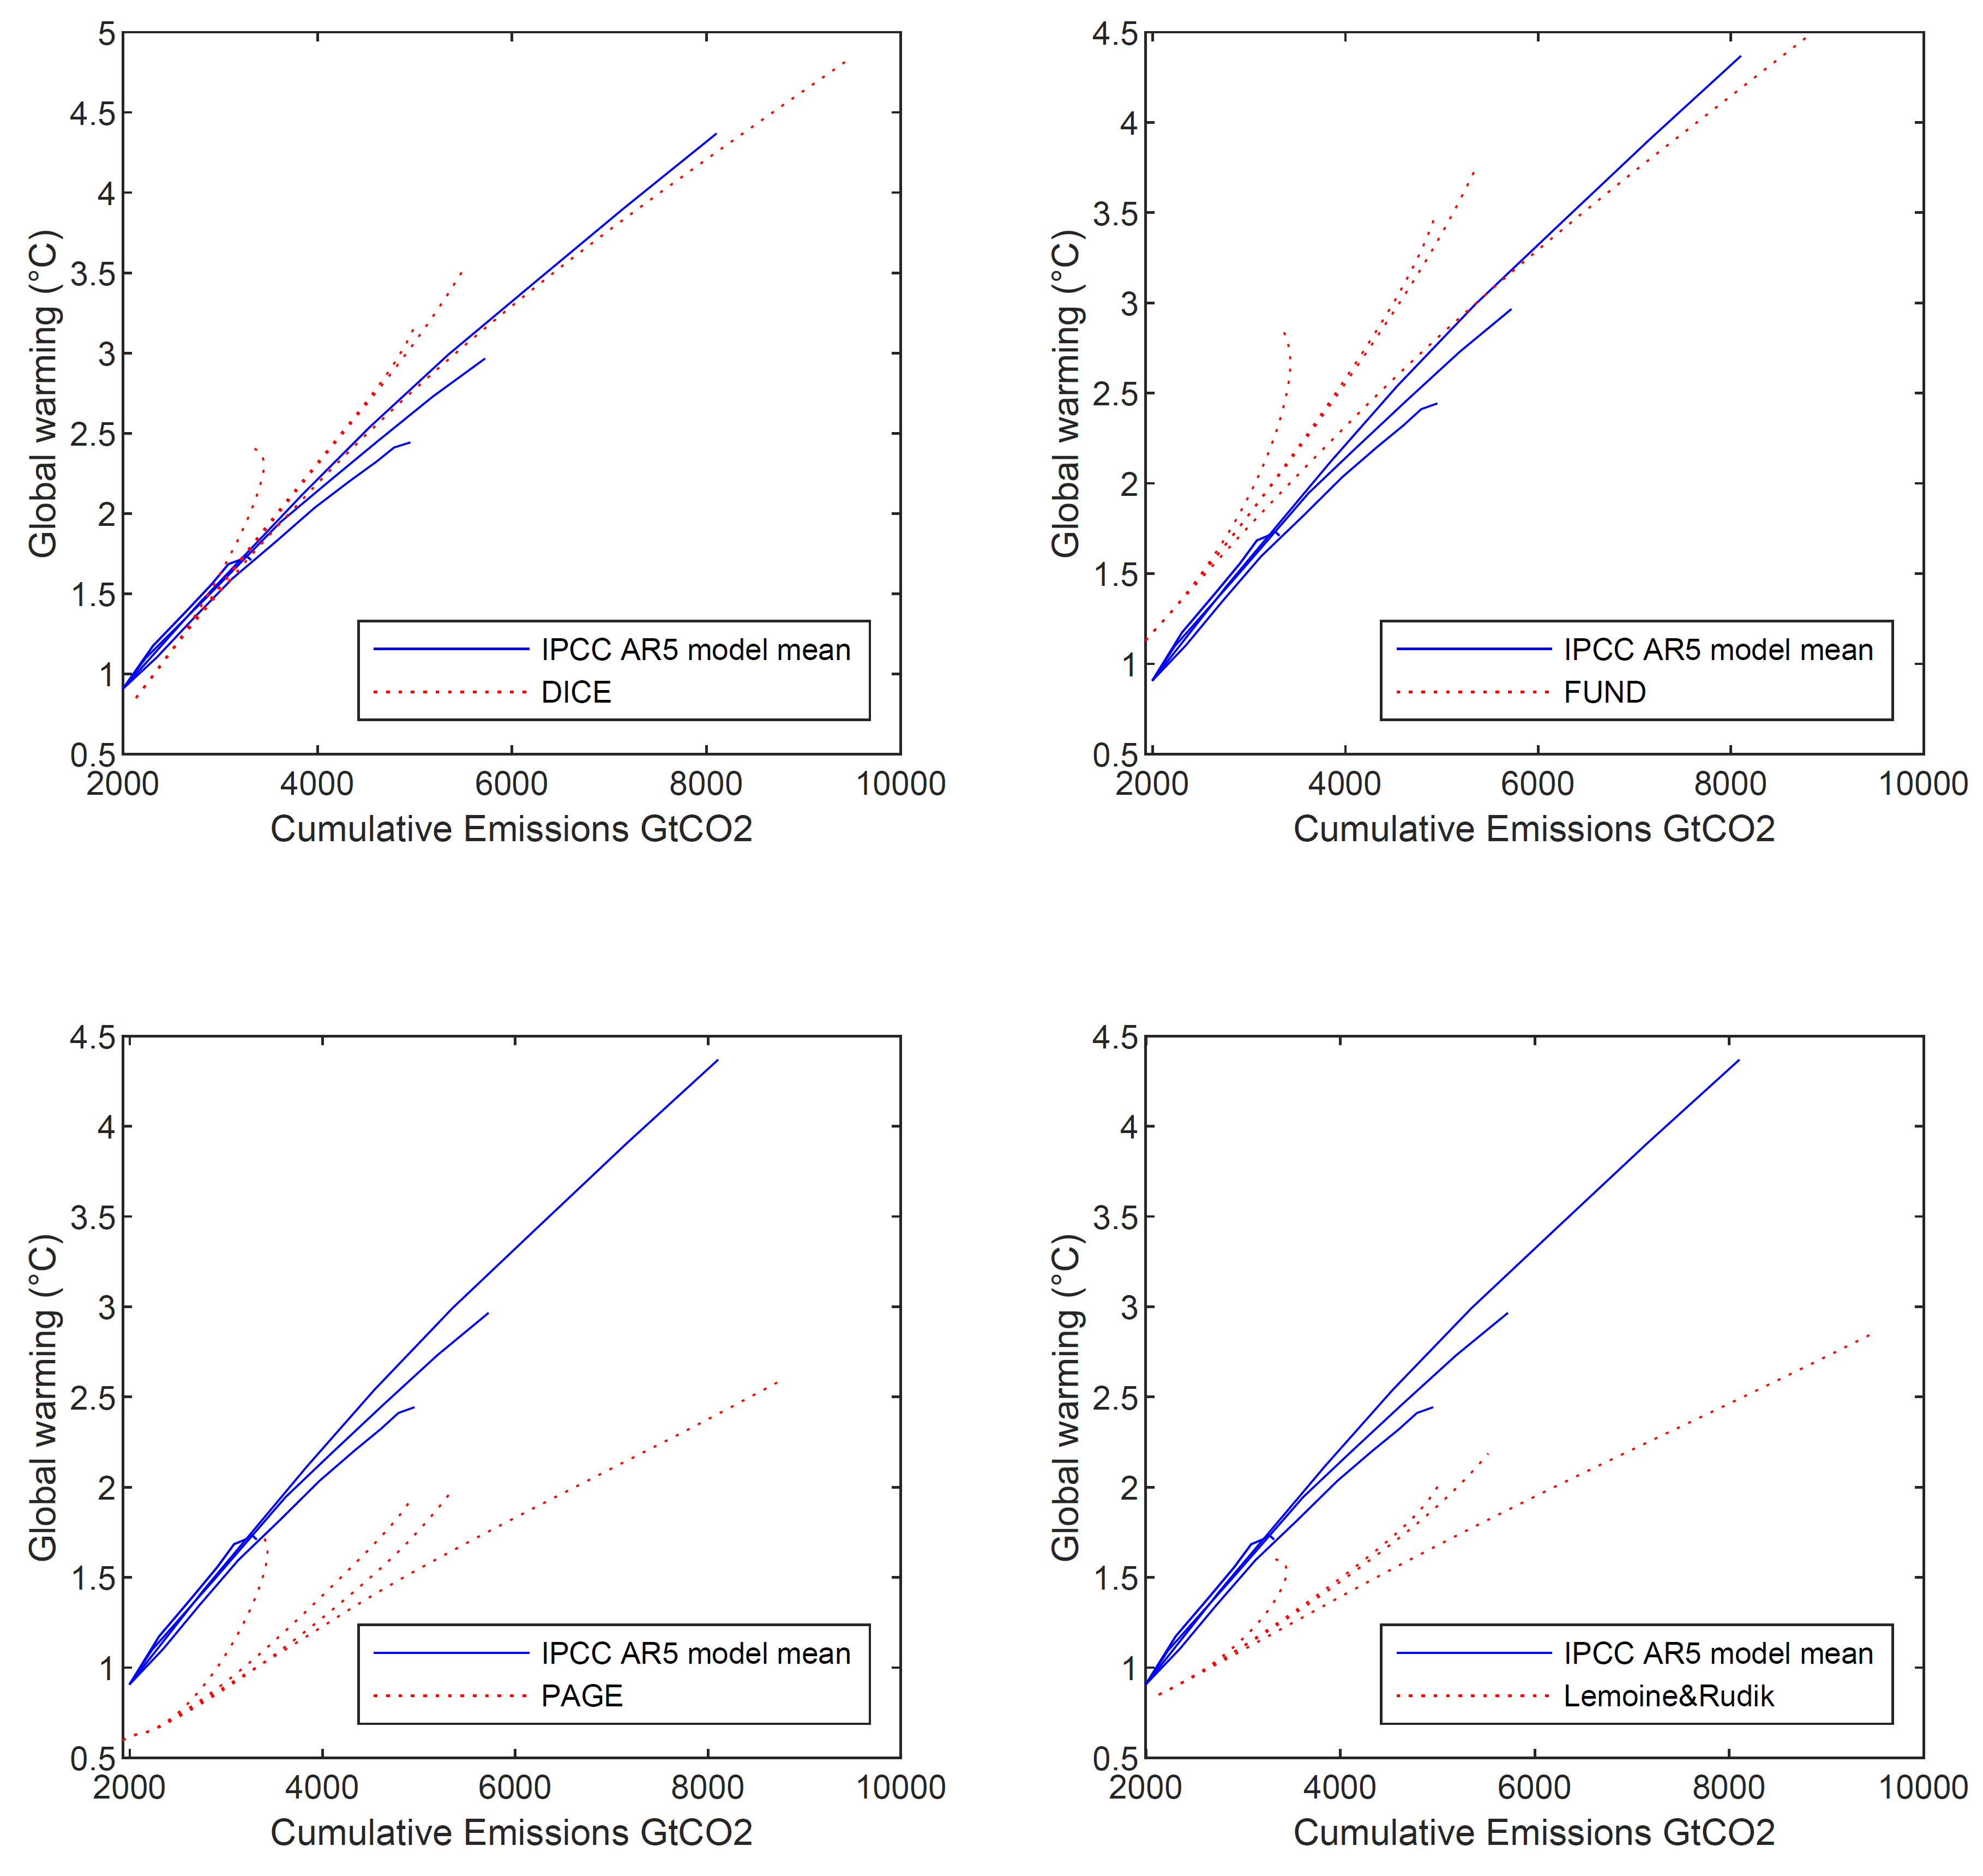 5
4.5
4
3.5
3
2.5
2
1.5
1
0.5
Global warming (°C)
2000 4000 6000 8000 10000
Cumulative Emissions GtCO2
IPCC AR5 model mean
DICE
4.5
4
3.5
3
2.5
2
1.5
1
0.5
Global warming (°C)
2000 4000 6000 8000 10000
Cumulative Emissions GtCO2
IPCC AR5 model mean
FUND
4.5
4
3.5
3
2.5
2
1.5
1
0.5
Global warming (°C)
2000 4000 6000 8000 10000
Cumulative Emissions GtCO2
IPCC AR5 model mean
PAGE
4.5
4
3.5
3
2.5
2
1.5
1
0.5
Global warming (°C)
2000 4000 6000 8000 10000
Cumulative Emissions GtCO2
IPCC AR5 model mean
Lemoine&Rudik